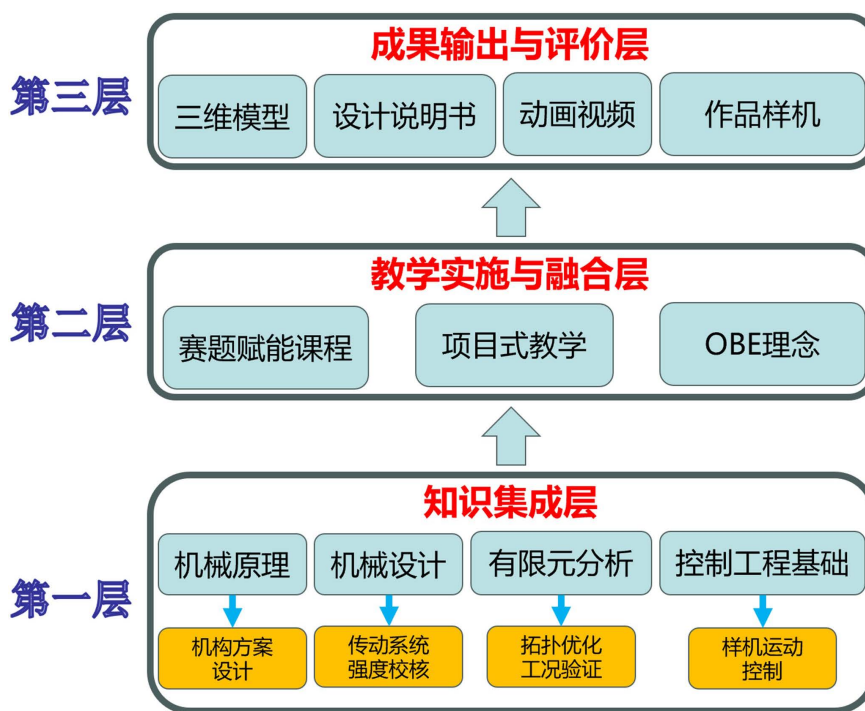 成果输出与评价层
第三层
三维模型
设计说明书
动画视频
作品样机
教学实施与融合层
第二层
赛题赋能课程
项目式教学
OBE理念
知识集成层
第一层
机械原理
机械设计
有限元分析
控制工程基础
机构方案
设计
传动系统
强度校核
拓扑优化
工况验证
样机运动
控制